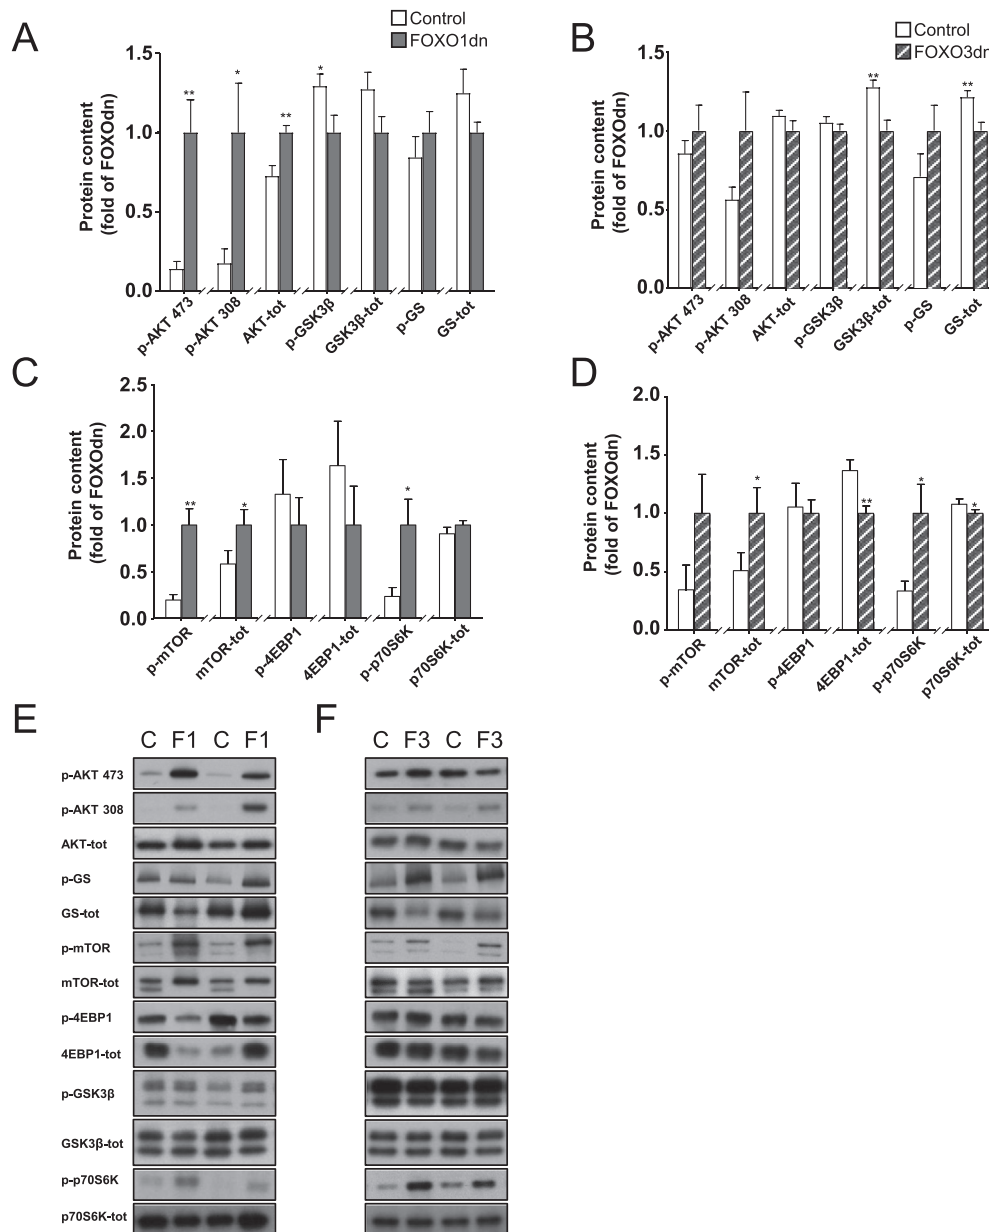 A
Control
FOXO1dn
Protein content
(fold of FOXOdn)
1.5
1.0
0.5
0.0
** * ** *
p-AKT 473
p-AKT 308
AKT-tot
p-GSK3β
GSK3β-tot
p-GS
GS-tot
B
Control
FOXO3dn
Protein content
(fold of FOXOdn)
1.5
1.0
0.5
0.0
** **
p-AKT 473
p-AKT 308
AKT-tot
p-GSK3β
GSK3β-tot
p-GS
GS-tot
C
Protein content
(fold of FOXOdn)
2.5
2.0
1.5
1.0
0.5
0.0
** * *
p-mTOR
mTOR-tot
p-4EBP1
4EBP1-tot
p-p70S6K
p70S6K-tot
D
Protein content
(fold of FOXOdn)
2.0
1.5
1.0
0.5
0.0
* ** * *
p-mTOR
mTOR-tot
p-4EBP1
4EBP1-tot
p-p70S6K
p70S6K-tot
E
C F1 C F1
F
C F3 C F3
p-AKT 473
p-AKT 308
AKT-tot
p-GS
GS-tot
p-mTOR
mTOR-tot
p-4EBP1
4EBP1-tot
p-GSK3β
GSK3β-tot
p-p70S6K
p70S6K-tot